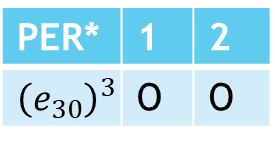 PER* 1 2
(e₃₀)³ O O